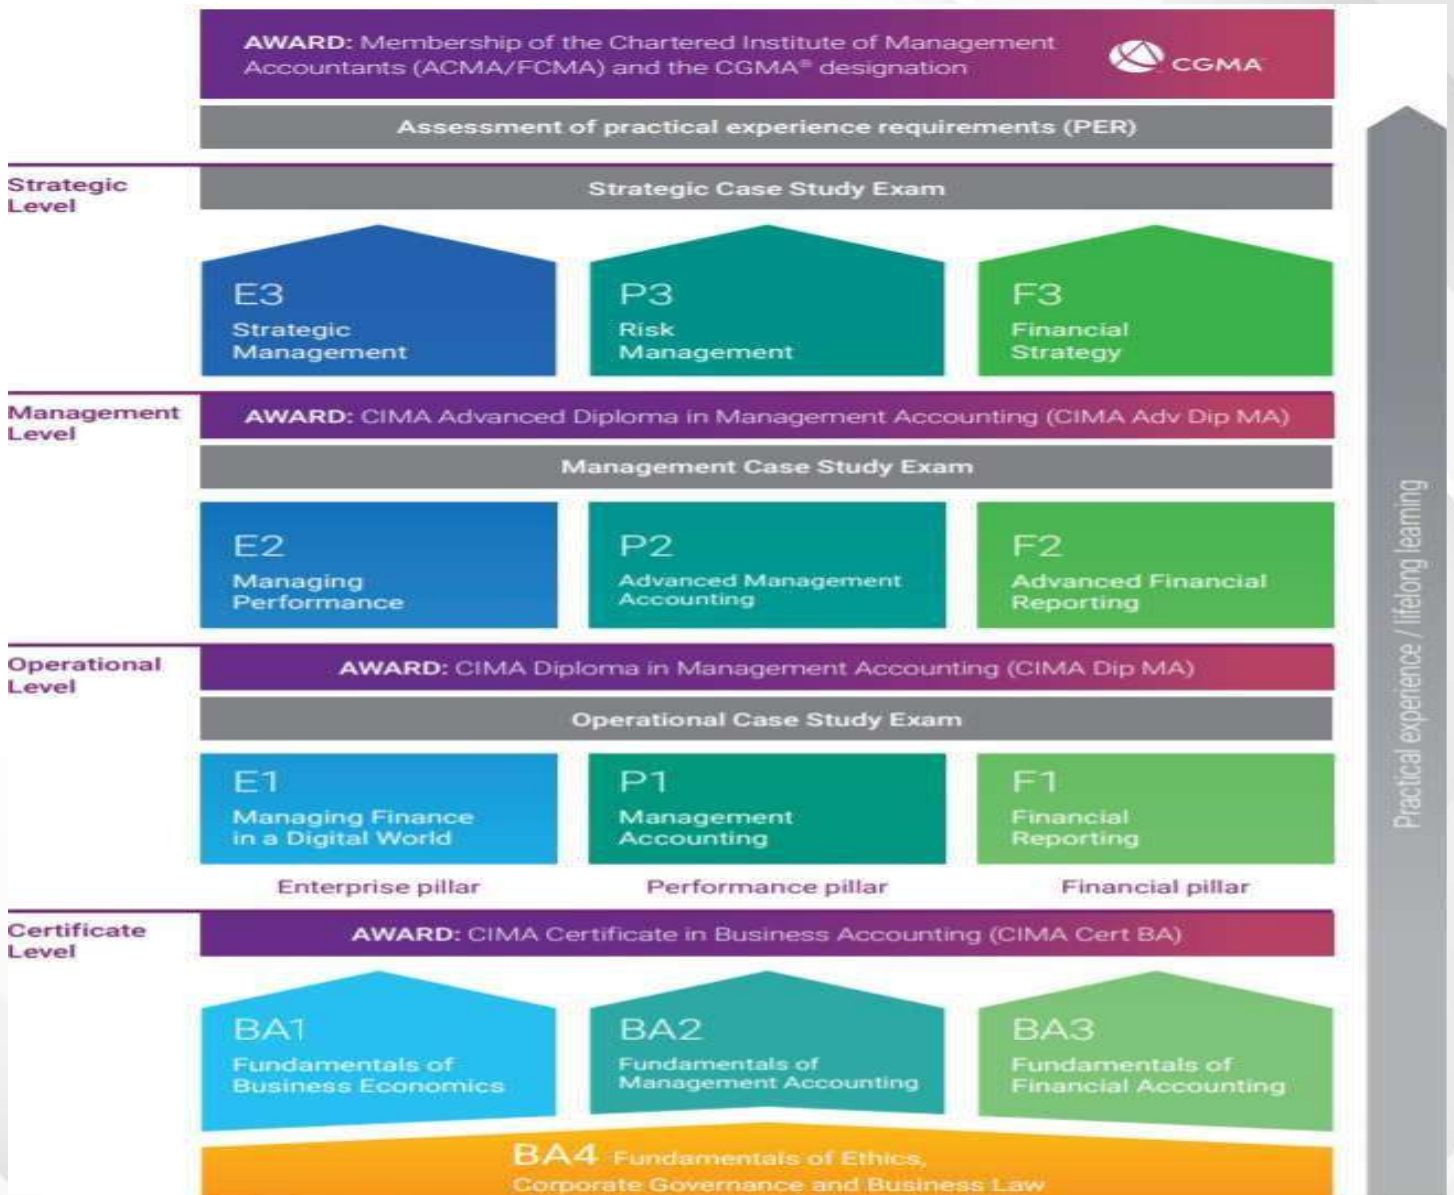 AWARD: Membership of the Chartered Institute of Management
Accountants (ACMA/FCMA) and the CGMA® designation
CGMA
Assessment of practical experience requirements (PER)
Strategic
Level
Strategic Case Study Exam
E3
Strategic
Management
P3
Risk
Management
F3
Financial
Strategy
Management
Level
AWARD: CIMA Advanced Diploma in Management Accounting (CIMA Adv Dip MA)
Management Case Study Exam
E2
Managing
Performance
P2
Advanced Management
Accounting
F2
Advanced Financial
Reporting
Operational
Level
AWARD: CIMA Diploma in Management Accounting (CIMA Dip MA)
Operational Case Study Exam
E1
Managing Finance
in a Digital World
P1
Management
Accounting
F1
Financial
Reporting
Enterprise pillar
Performance pillar
Financial pillar
Certificate
Level
AWARD: CIMA Certificate in Business Accounting (CIMA Cert BA)
BA1
Fundamentals of
Business Economics
BA2
Fundamentals of
Management Accounting
BA3
Fundamentals of
Financial Accounting
BA4 Fundamentals of Ethics,
Corporate Governance and Business Law
Practical experience / lifelong learning